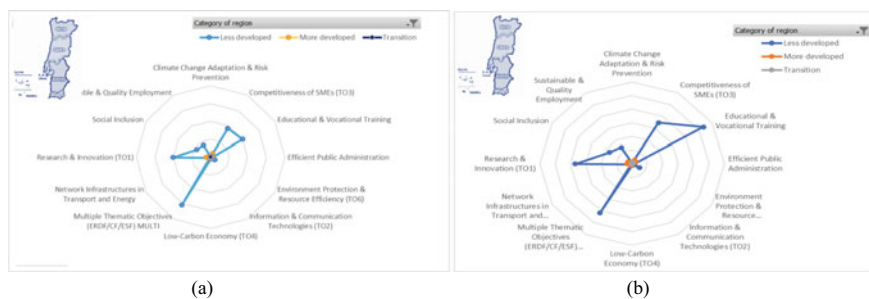 Category of region
Less developed
More developed
Transition
Climate Change Adaptation & Risk
Prevention
ble & Quality Employment
Competitiveness of SMEs (TO3)
Social Inclusion
Educational & Vocational Training
Research & Innovation (TO1)
Efficient Public Administration
Network Infrastructures in
Transport and Energy
Environment Protection &
Resource Efficiency (TO6)
Multiple Thematic Objectives
(ERDF/CF/ESF) MULTI
Information & Communication
Technologies (TO2)
Low-Carbon Economy (TO4)
(a)
Category of region
Less developed
More developed
Transition
Climate Change
Adaptation & Risk
Prevention
Sustainable &
Quality
Employment
Competitiveness of
SMEs (TO3)
Social Inclusion
Educational &
Vocational Training
Research &
Innovation (TO1)
Efficient Public
Administration
Network
Infrastructures in
Transport and...
Environment
Protection &
Resource...
Multiple Thematic
Objectives
(ERDF/CF/ESF)...
Information &
Communication
Technologies (TO2)
Low-Carbon
Economy (TO4)
(b)